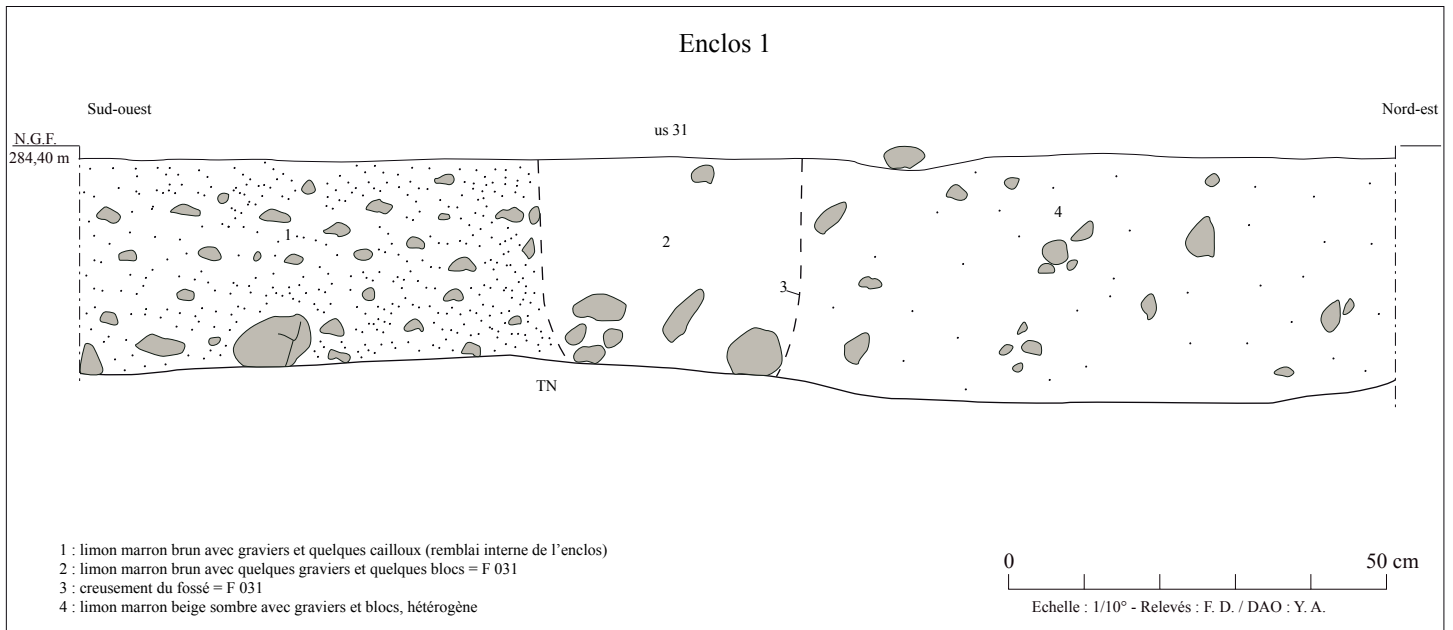 Enclos 1
Sud-ouest
Nord-est
us 31
N.G.F.
284,40 m
1
2
3
4
TN
1 : limon marron brun avec graviers et quelques cailloux (remblai interne de l’enclos)
2 : limon marron brun avec quelques graviers et quelques blocs = F 031
3 : creusement du fossé = F 031
4 : limon marron beige sombre avec graviers et blocs, hétérogène
0 50 cm
Echelle : 1/10° - Relevés : F. D. / DAO : Y. A.